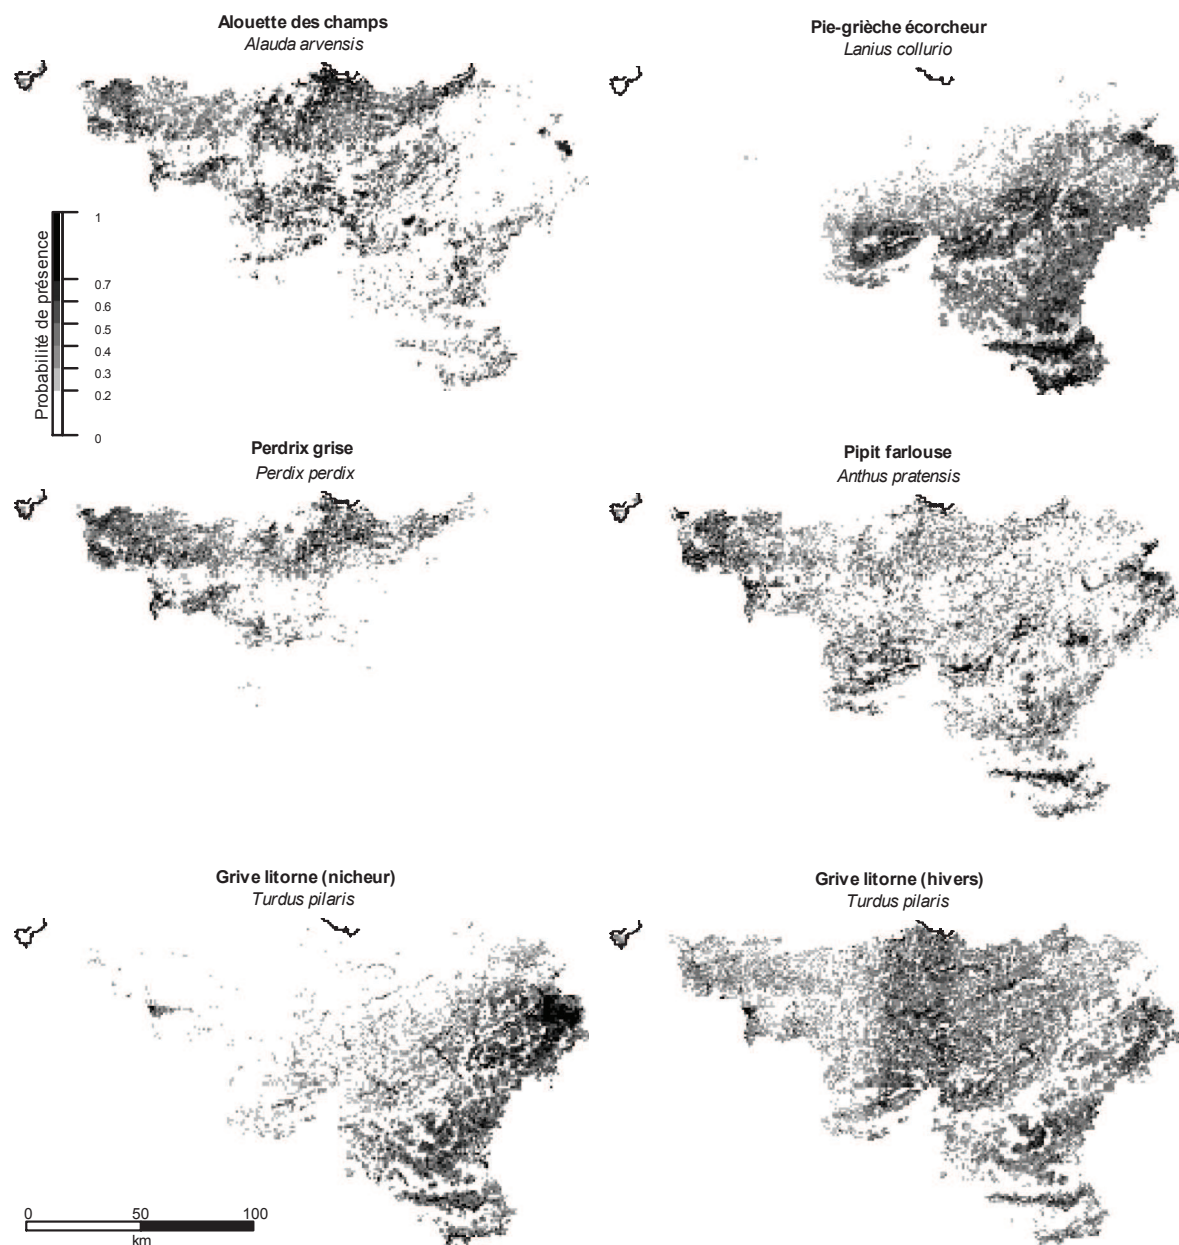 Alouette des champs
Alauda arvensis
Pie-grièche écorcheur
Lanius collurio
Probabilité de présence
1
0.7
0.6
0.5
0.4
0.3
0.2
0
Perdrix grise
Perdix perdix
Pipit farlouse
Anthus pratensis
Grive litorne (nicheur)
Turdus pilaris
Grive litorne (hivers)
Turdus pilaris
0 50 100
km